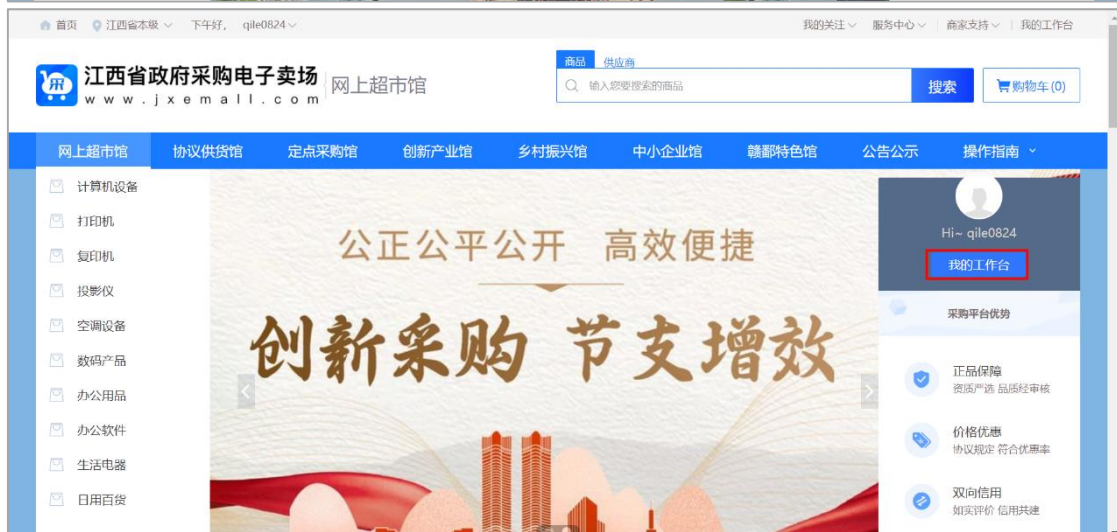 首页 江西省本级 下午好, qile0824 我的关注 服务中心 商家支持 我的工作台
商品 供应商
江西省政府采购电子卖场 网上超市馆
www.jxemall.com
输入您要搜索的商品 搜索 购物车(0)
网上超市馆 协议供货馆 定点采购馆 创新产业馆 乡村振兴馆 中小企业馆 赣鄱特色馆 公告公示 操作指南
计算机设备
打印机
复印机
投影仪
空调设备
数码产品
办公用品
办公软件
生活电器
日用百货
公正公平公开 高效便捷
创新采购 节支增效
Hi~ qile0824
我的工作台
采购平台优势
正品保障
资质严选 品质经审核
价格优惠
协议规定 符合优惠率
双向信用
如实评价 信用共建